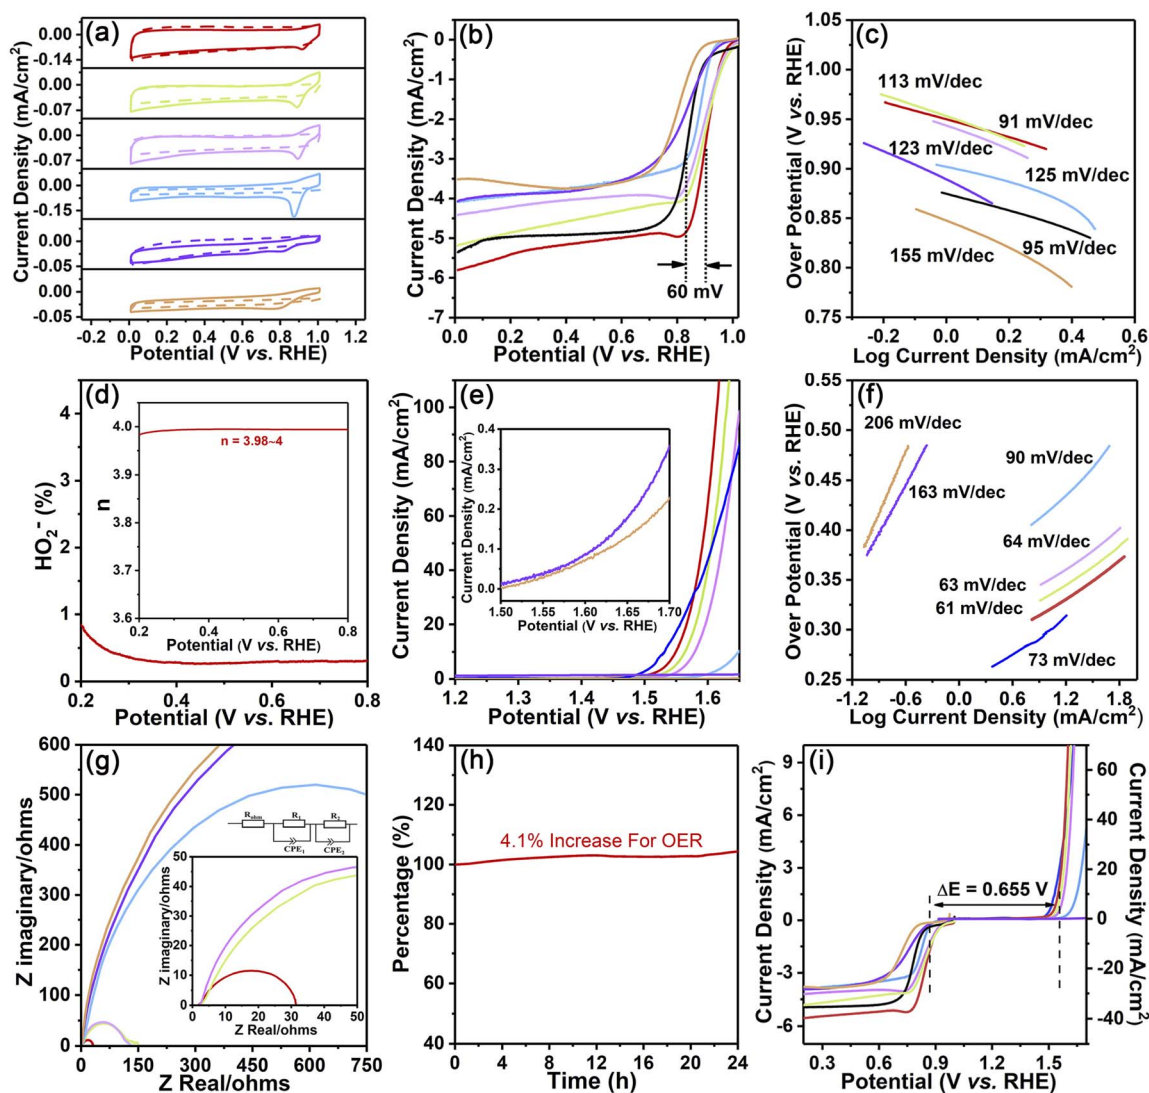 (a)
Current Density (mA/cm²)
0.00
-0.14
0.00
-0.07
0.00
-0.07
0.00
-0.15
0.00
-0.05
0.00
-0.05
-0.2 0.0 0.2 0.4 0.6 0.8 1.0 1.2
Potential (V vs. RHE)
(b)
Current Density (mA/cm²)
0
-1
-2
-3
-4
-5
-6
-7
60 mV
0.0 0.2 0.4 0.6 0.8 1.0
Potential (V vs. RHE)
(c)
Over Potential (V vs. RHE)
1.05
1.00
0.95
0.90
0.85
0.80
0.75
113 mV/dec
91 mV/dec
123 mV/dec
125 mV/dec
95 mV/dec
155 mV/dec
-0.3 0.0 0.3 0.6
Log Current Density (mA/cm²)
(d)
HO₂⁻ (%)
4
3
2
1
0
n
4.0
3.9
3.8
3.7
3.6
n = 3.98~4
0.2 0.4 0.6 0.8
Potential (V vs. RHE)
0.2 0.4 0.6 0.8
Potential (V vs. RHE)
(e)
Current Density (mA/cm²)
100
80
60
40
20
0
Current Density (mA/cm²)
0.4
0.3
0.2
0.1
0.0
1.50 1.55 1.60 1.65 1.70
Potential (V vs. RHE)
1.2 1.3 1.4 1.5 1.6
Potential (V vs. RHE)
(f)
Over Potential (V vs. RHE)
0.55
0.50
0.45
0.40
0.35
0.30
0.25
206 mV/dec
90 mV/dec
163 mV/dec
64 mV/dec
63 mV/dec
61 mV/dec
73 mV/dec
-1.2 -0.6 0.0 0.6 1.2 1.8
Log Current Density (mA/cm²)
(g)
Z imaginary/ohms
600
500
400
300
200
100
0
Rohm R₁ R₂
CPE₁ CPE₂
Z imaginary/ohms
50
40
30
20
10
0
0 10 20 30 40 50
Z Real/ohms
0 150 300 450 600 750
Z Real/ohms
(h)
Percentage (%)
140
120
100
80
60
40
4.1% Increase For OER
0 4 8 12 16 20 24
Time (h)
(i)
Current Density (mA/cm²)
9
6
3
0
-3
-6
ΔE = 0.655 V
60
40
20
0
-20
-40
Current Density (mA/cm²)
0.3 0.6 0.9 1.2 1.5
Potential (V vs. RHE)